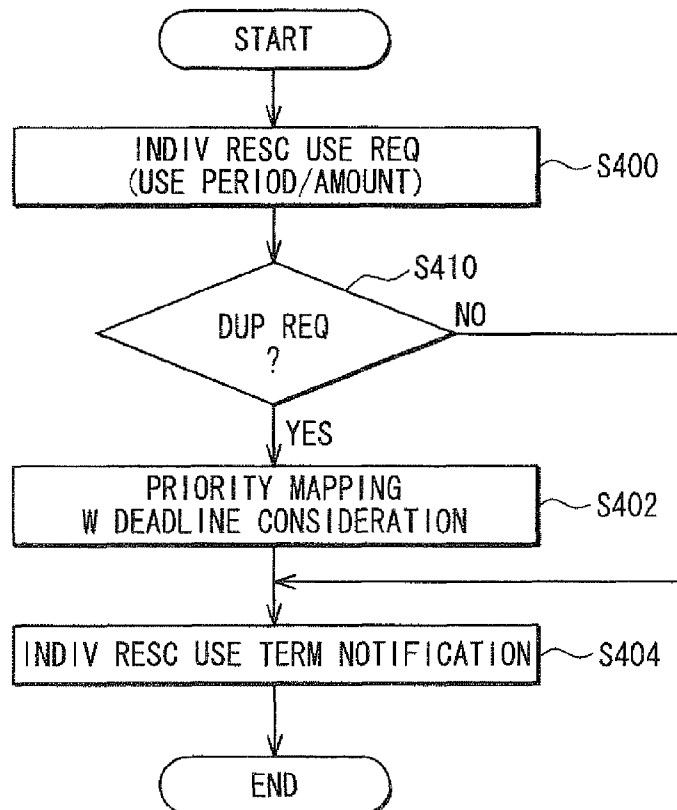 START
INDIV RESC USE REQ
(USE PERIOD/AMOUNT)
S400
S410
DUP REQ
?
NO
YES
PRIORITY MAPPING
W DEADLINE CONSIDERATION
S402
INDIV RESC USE TERM NOTIFICATION
S404
END